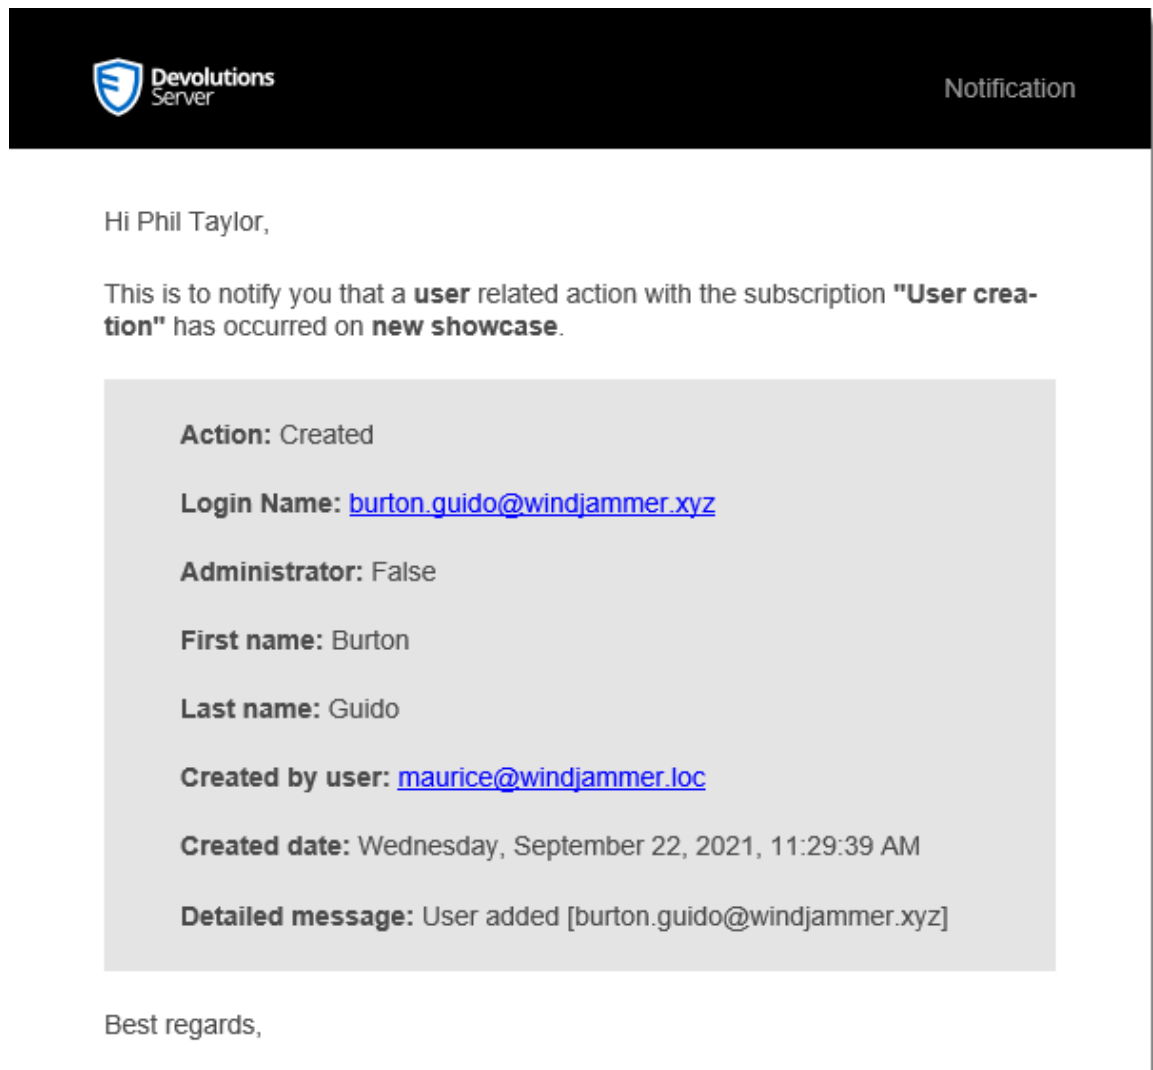 Devolutions
Server
Notification
Hi Phil Taylor,
This is to notify you that a user related action with the subscription "User crea-
tion" has occurred on new showcase.
Action: Created
Login Name: burton.guido@windjammer.xyz
Administrator: False
First name: Burton
Last name: Guido
Created by user: maurice@windjammer.loc
Created date: Wednesday, September 22, 2021, 11:29:39 AM
Detailed message: User added [burton.guido@windjammer.xyz]
Best regards,